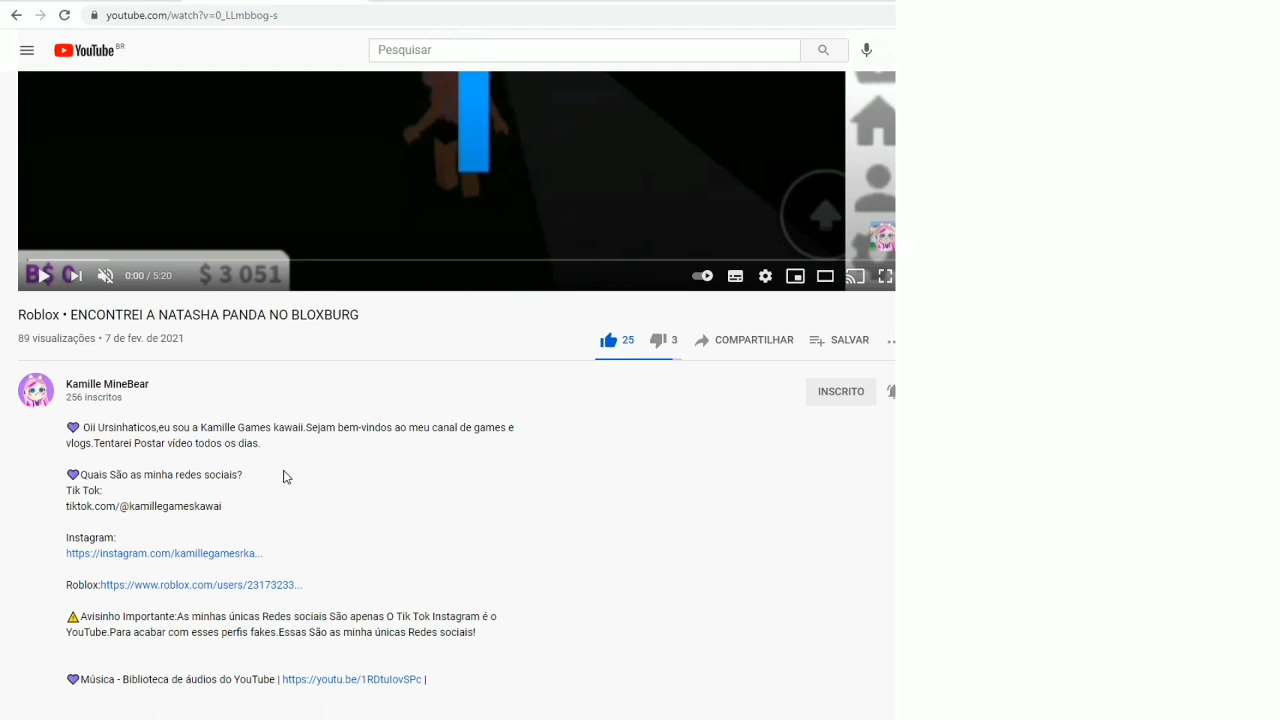 youtube.com/watch?v=0_LLmbbog-s
YouTube BR
Pesquisar
B$ 0
$ 3 051
0:00 / 5:20
Roblox • ENCONTREI A NATASHA PANDA NO BLOXBURG
89 visualizações • 7 de fev. de 2021
25
3
COMPARTILHAR
SALVAR
Kamille MineBear
256 inscritos
INSCRITO
💜 Oii Ursinhaticos,eu sou a Kamille Games kawaii.Sejam bem-vindos ao meu canal de games e
vlogs.Tentarei Postar vídeo todos os dias.
💜Quais São as minha redes sociais?
Tik Tok:
tiktok.com/@kamillegameskawai
Instagram:
https://instagram.com/kamillegamesrka...
Roblox:https://www.roblox.com/users/23173233...
⚠Avisinho Importante:As minhas únicas Redes sociais São apenas O Tik Tok Instagram é o
YouTube.Para acabar com esses perfis fakes.Essas São as minha únicas Redes sociais!
💜Música - Biblioteca de áudios do YouTube | https://youtu.be/1RDtuIovSPc |